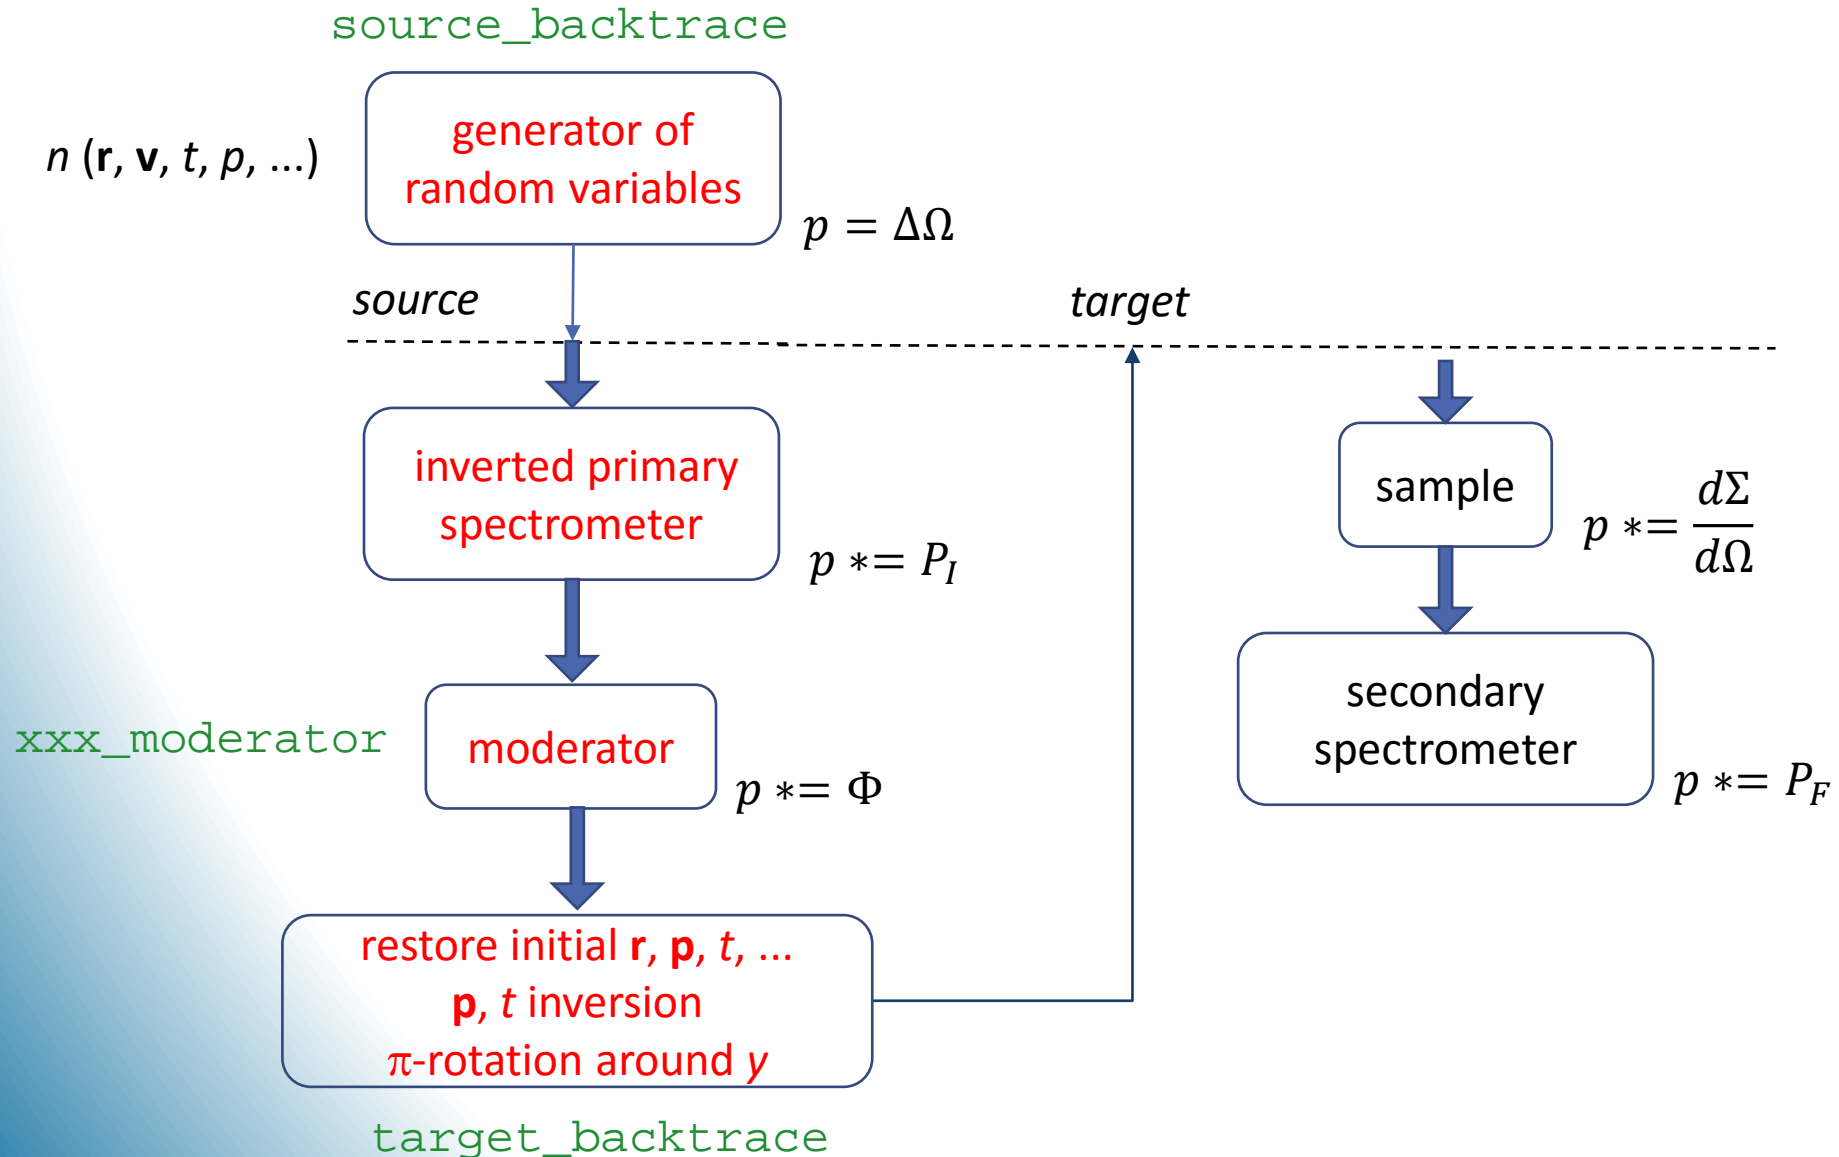 source_backtrace
n (r, v, t, p, ...)
generator of
random variables
p = ΔΩ
source
target
inverted primary
spectrometer
p ∗= P_I
sample
p ∗= dΣ/dΩ
xxx_moderator
moderator
p ∗= Φ
secondary
spectrometer
p ∗= P_F
restore initial r, p, t, ...
p, t inversion
π-rotation around y
target_backtrace